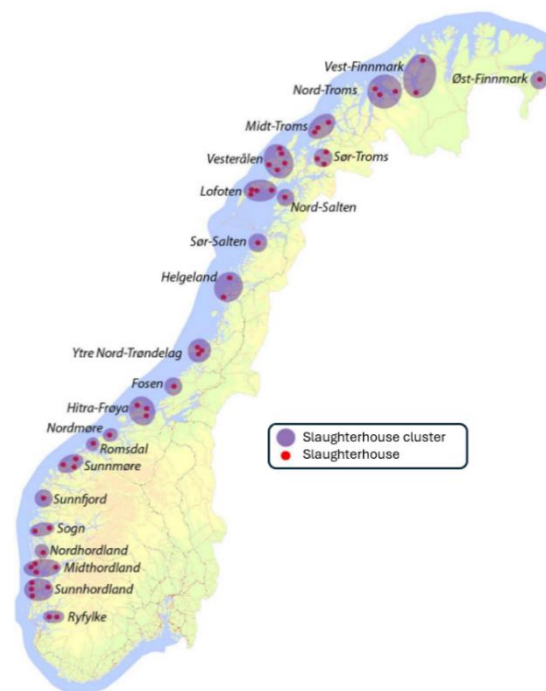 Vest-Finnmark
Øst-Finnmark
Nord-Troms
Midt-Troms
Vesterålen
Sør-Troms
Lofoten
Nord-Salten
Sør-Salten
Helgeland
Ytre Nord-Trøndelag
Fosen
Hitra-Frøya
Nordmøre
Romsdal
Sunnmøre
Slaughterhouse cluster
Slaughterhouse
Sunnfjord
Sogn
Nordhordland
Midthordland
Sunnhordland
Ryfylke